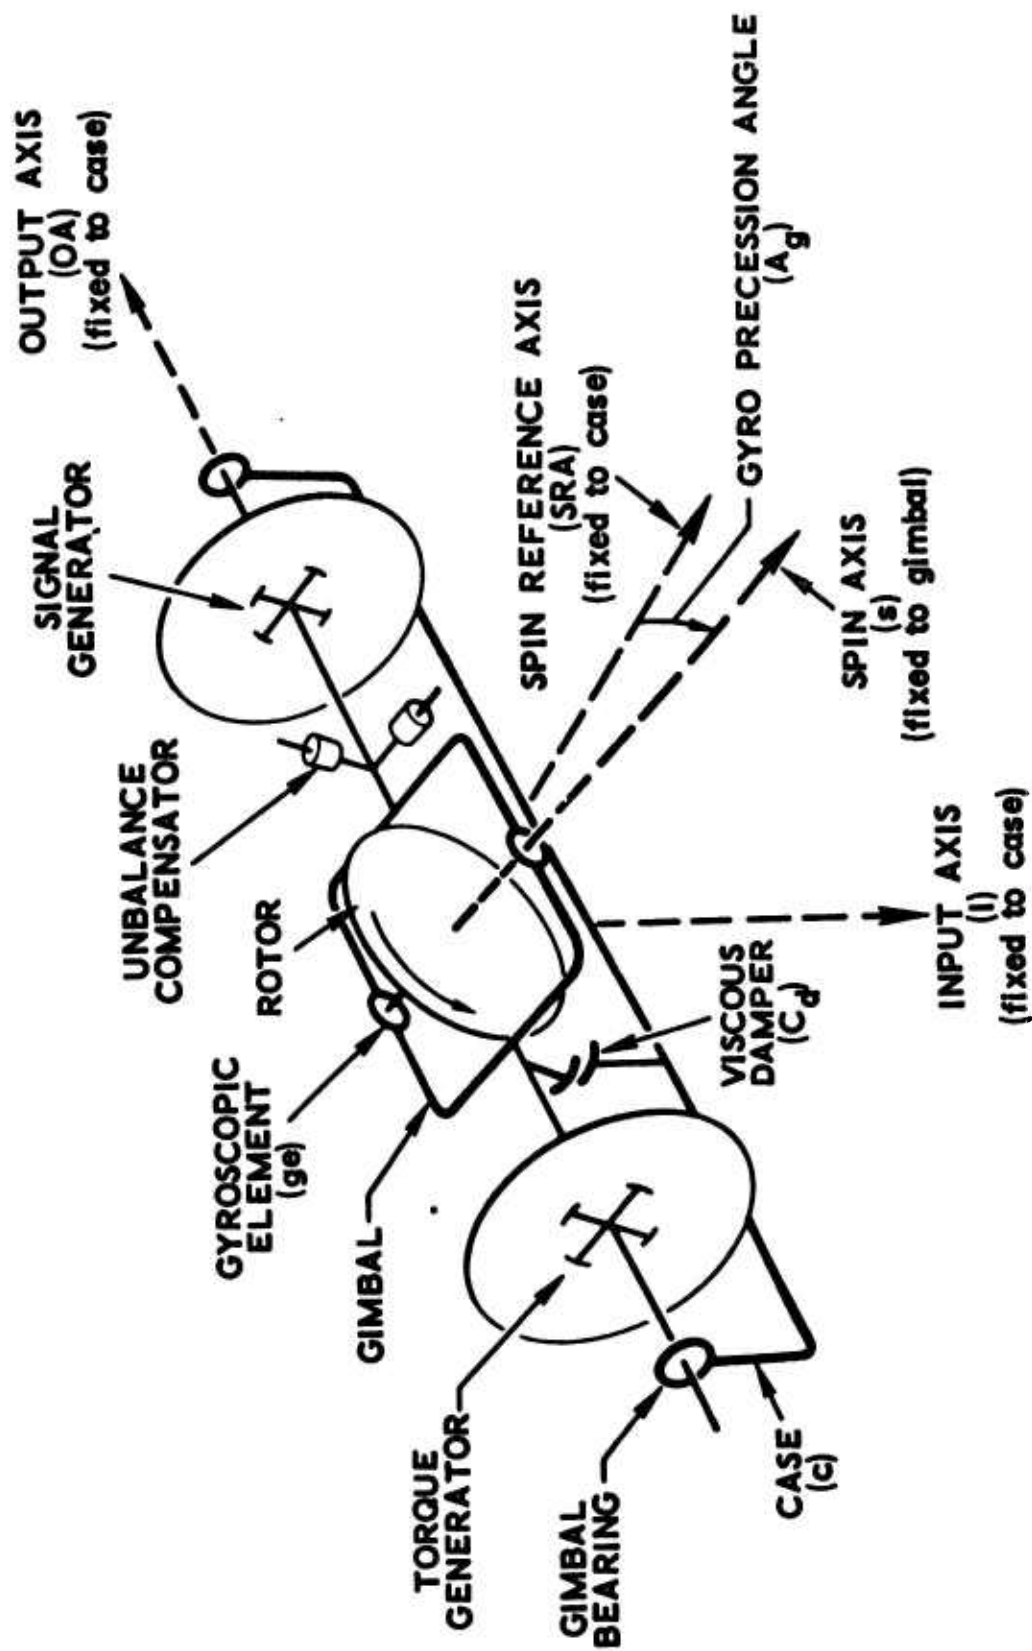 OUTPUT AXIS
(OA)
(fixed to case)
SIGNAL
GENERATOR
UNBALANCE
COMPENSATOR
ROTOR
GYROSCOPIC
ELEMENT
(ge)
GIMBAL
TORQUE
GENERATOR
GIMBAL
BEARING
CASE
(c)
VISCOUS
DAMPER
(Cd)
INPUT AXIS
(I)
(fixed to case)
SPIN AXIS
(s)
(fixed to gimbal)
SPIN REFERENCE AXIS
(SRA)
(fixed to case)
GYRO PRECESSION ANGLE
(Ag)